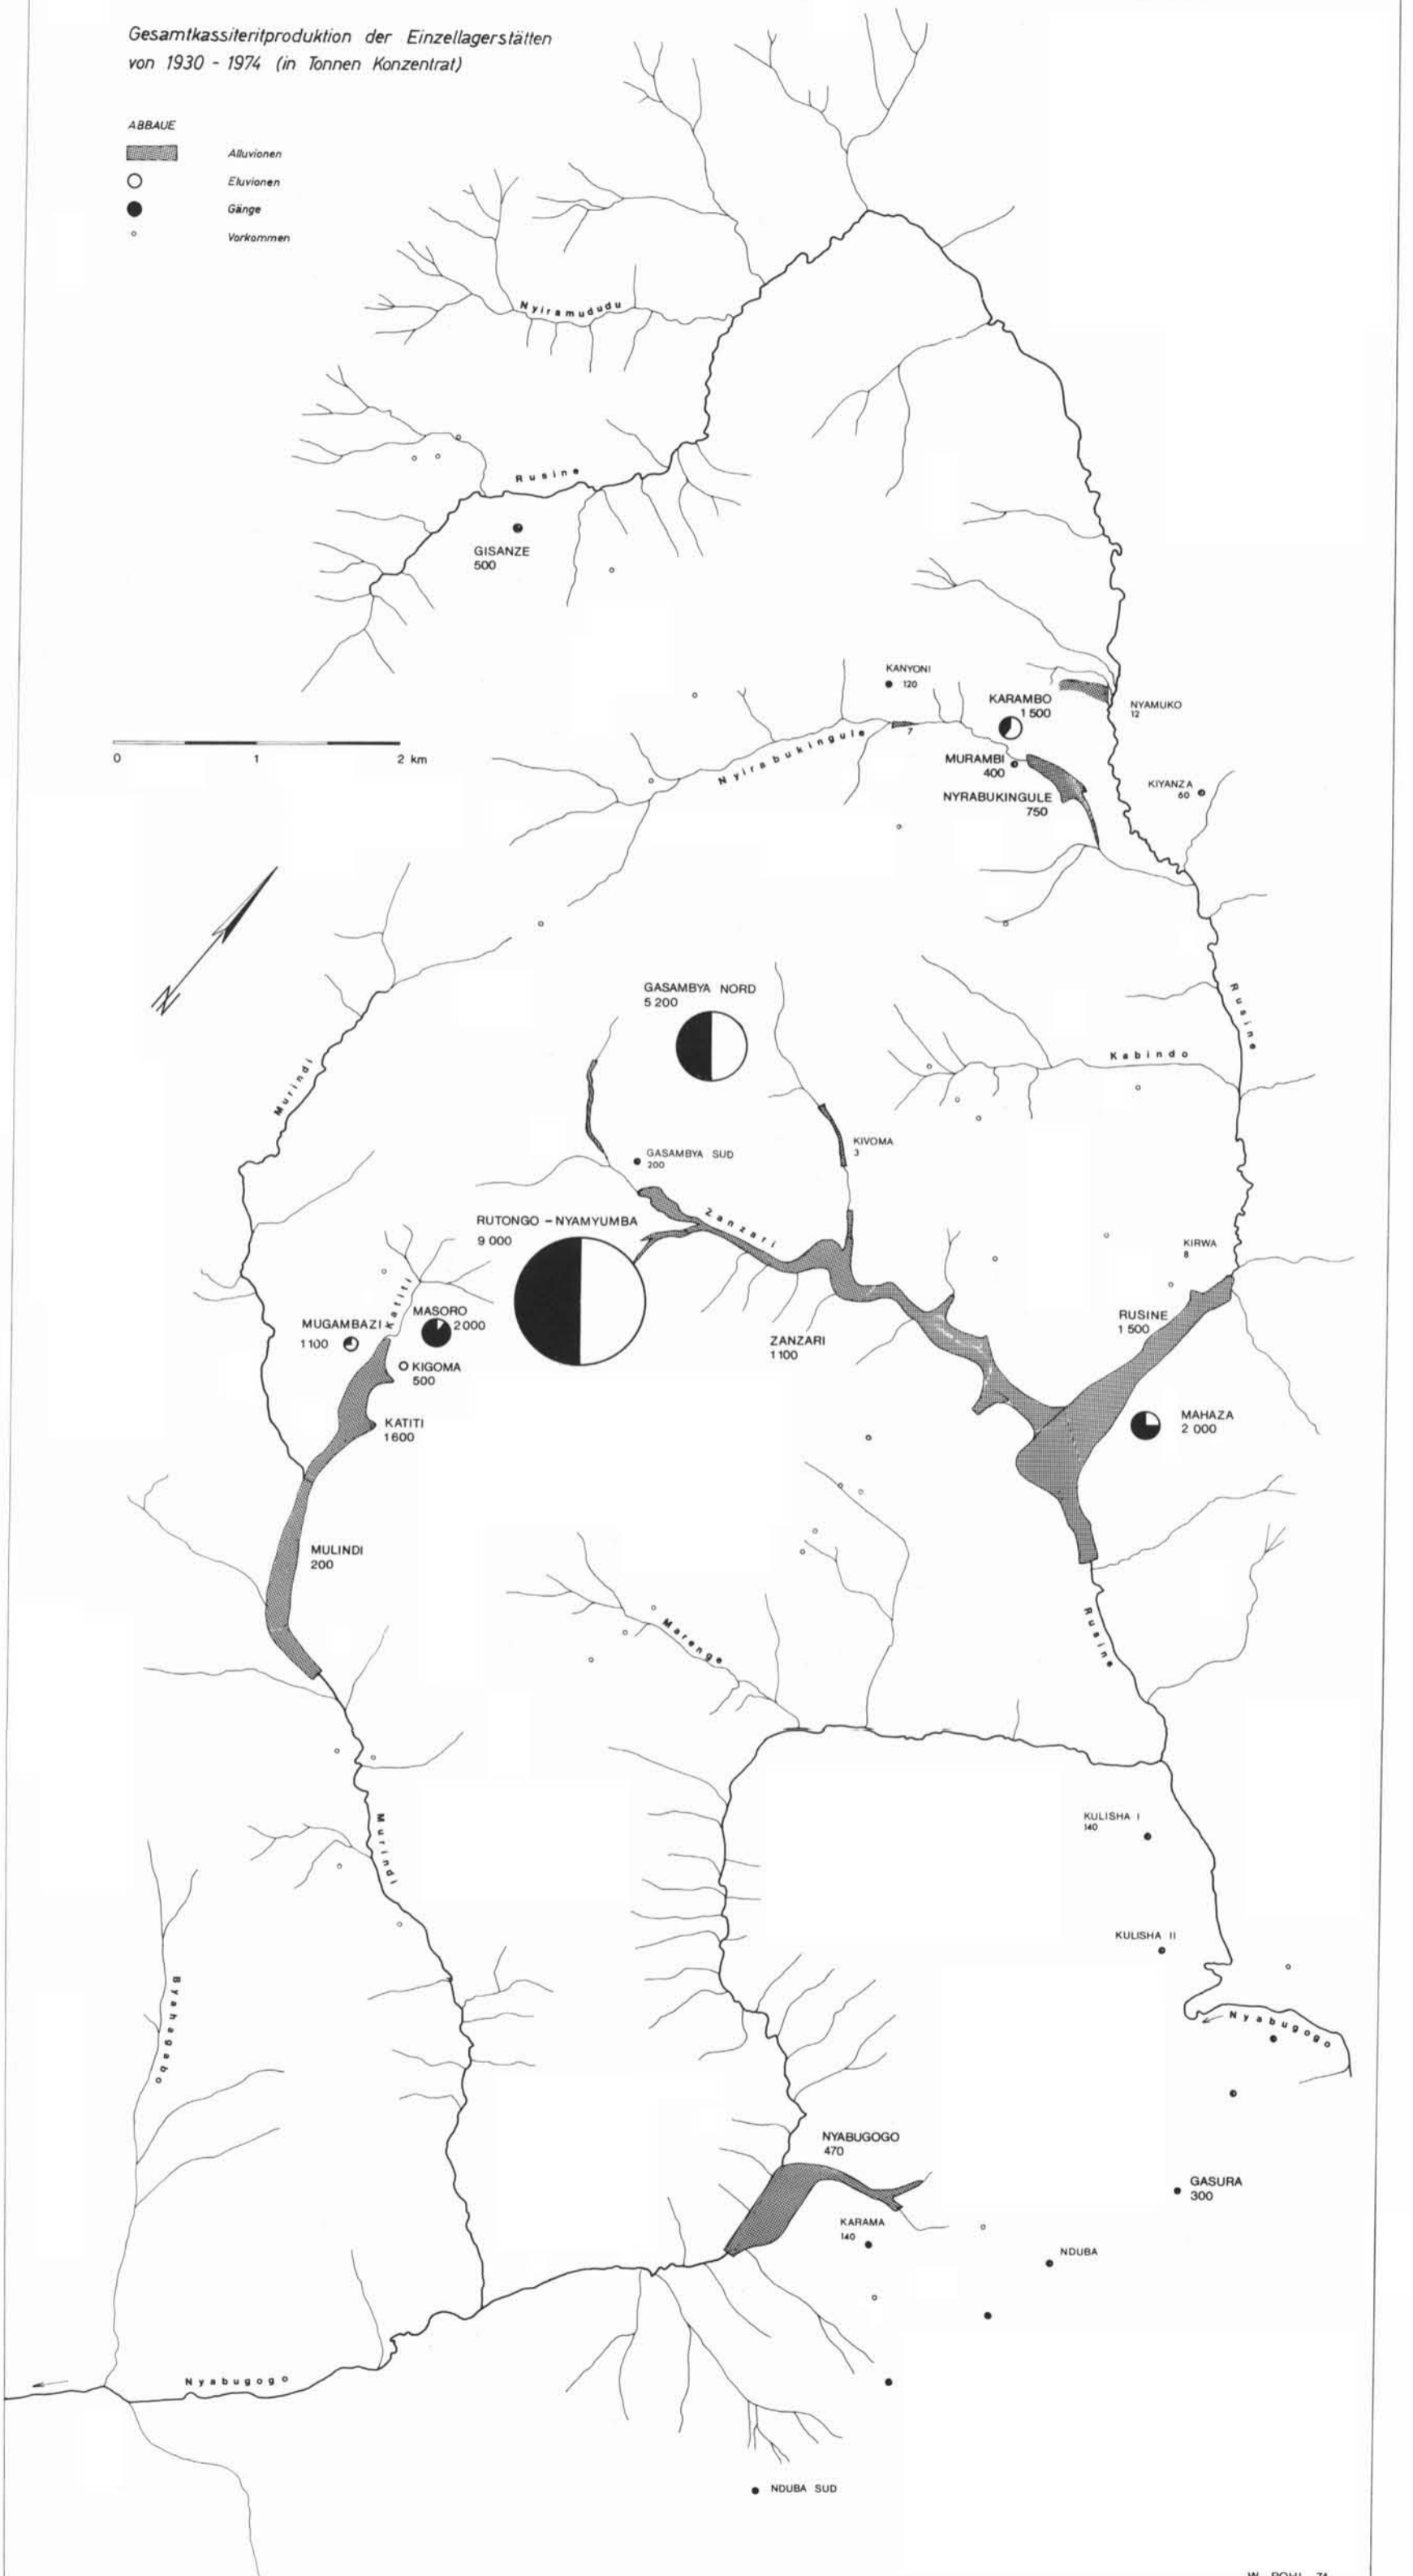 Gesamtkassiteritproduktion der Einzellagerstätten
von 1930 - 1974 (in Tonnen Konzentrat)
ABBAUE
Alluvionen
Eluvionen
Gänge
Vorkommen
Nyiramududu
Rusine
GISANZE
500
KANYONI
120
KARAMBO
1 500
NYAMUKO
12
7
Nyirabukingule
0 1 2 km
MURAMBI
400
KIYANZA
60
NYRABUKINGULE
750
N
GASAMBYA NORD
5 200
Rusine
Kabindo
Murindi
KIVOMA
3
GASAMBYA SUD
200
Zanzari
RUTONGO - NYAMYUMBA
9 000
KIRWA
8
Katiti
MASORO
2 000
MUGAMBAZI
1 100
RUSINE
1 500
ZANZARI
1 100
KIGOMA
500
KATITI
1 600
MAHAZA
2 000
MULINDI
200
Marenge
Rusine
KULISHA I
140
Murindi
KULISHA II
Byahagabo
Nyabugogo
NYABUGOGO
470
GASURA
300
KARAMA
140
NDUBA
Nyabugogo
NDUBA SUD